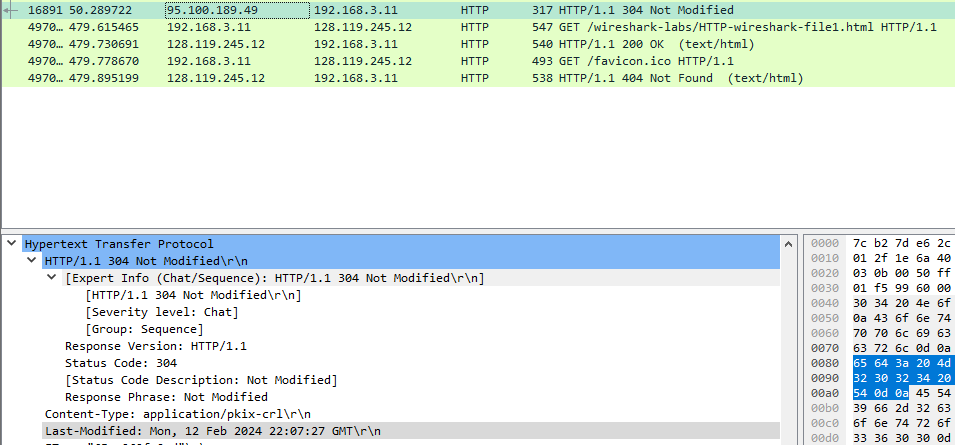 16891 50.289722 95.100.189.49 192.168.3.11 HTTP 317 HTTP/1.1 304 Not Modified
4970… 479.615465 192.168.3.11 128.119.245.12 HTTP 547 GET /wireshark-labs/HTTP-wireshark-file1.html HTTP/1.1
4970… 479.730691 128.119.245.12 192.168.3.11 HTTP 540 HTTP/1.1 200 OK (text/html)
4970… 479.778670 192.168.3.11 128.119.245.12 HTTP 493 GET /favicon.ico HTTP/1.1
4970… 479.895199 128.119.245.12 192.168.3.11 HTTP 538 HTTP/1.1 404 Not Found (text/html)
Hypertext Transfer Protocol
HTTP/1.1 304 Not Modified\r\n
[Expert Info (Chat/Sequence): HTTP/1.1 304 Not Modified\r\n]
[HTTP/1.1 304 Not Modified\r\n]
[Severity level: Chat]
[Group: Sequence]
Response Version: HTTP/1.1
Status Code: 304
[Status Code Description: Not Modified]
Response Phrase: Not Modified
Content-Type: application/pkix-crl\r\n
Last-Modified: Mon, 12 Feb 2024 22:07:27 GMT\r\n
0000 7c b2 7d e6 2c
0010 01 2f 1e 6a 40
0020 03 0b 00 50 ff
0030 01 f5 99 60 00
0040 30 34 20 4e 6f
0050 0a 43 6f 6e 74
0060 70 70 6c 69 63
0070 63 72 6c 0d 0a
0080 65 64 3a 20 4d
0090 32 30 32 34 20
00a0 54 0d 0a 45 54
00b0 39 66 2d 32 63
00c0 6f 6e 74 72 6f
00d0 33 36 30 30 0d